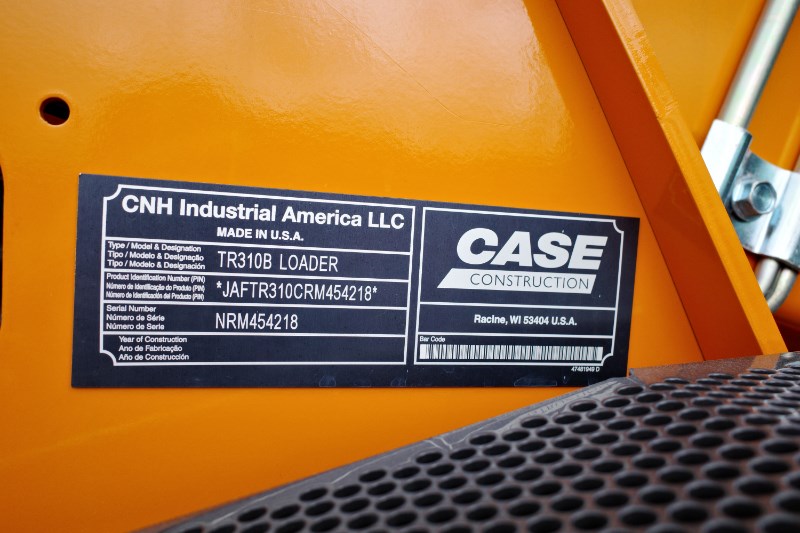 CNH Industrial America LLC
MADE IN U.S.A.
Type / Model & Designation
Tipo / Modelo & Designação
Tipo / Modelo & Designación
TR310B LOADER
Product Identification Number (PIN)
Número de Identificação do Produto (PIN)
Número de Identificación del Producto (PIN)
*JAFTR310CRM454218*
Serial Number
Número de Série
Número de Serie
NRM454218
Year of Construction
Ano de Fabricação
Año de Construcción
CASE
CONSTRUCTION
Racine, WI 53404 U.S.A.
Bar Code
47481949 D